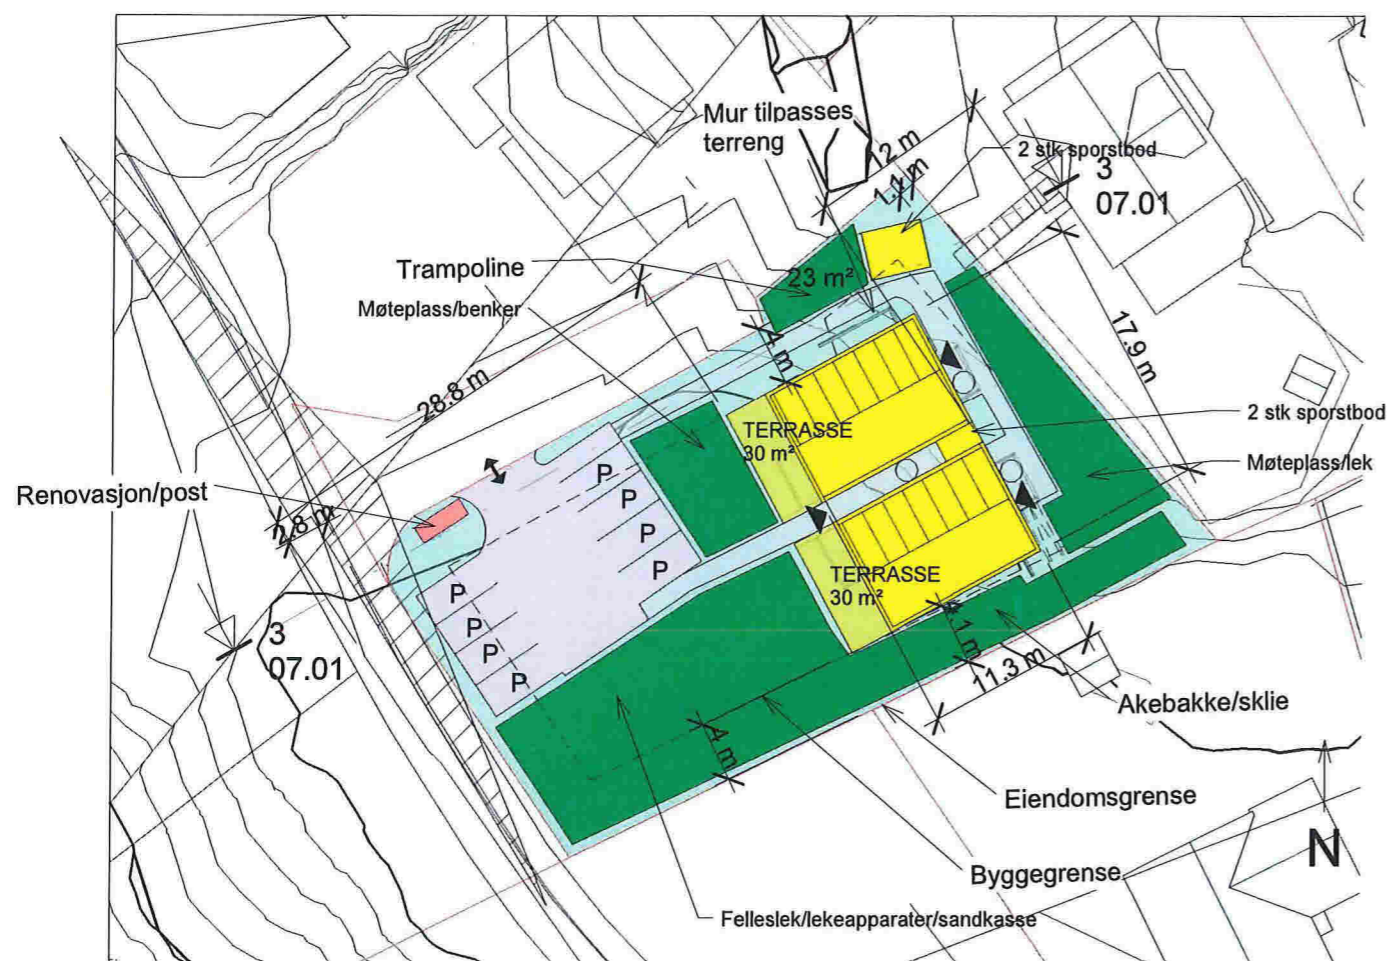 Mur tilpasses
terreng
12 m
1.1 m
2 stk sporstbod
3
07.01
Trampoline
23 m²
Møteplass/benker
4 m
17.9 m
28.8 m
TERRASSE
30 m²
2 stk sporstbod
Møteplass/lek
P
P
P
P
Renovasjon/post
2.8 m
TERRASSE
30 m²
P
P
P
P
3
07.01
4.1 m
11.3 m
Akebakke/sklie
4 m
Eiendomsgrense
N
Byggegrense
Felleslek/lekeapparater/sandkasse